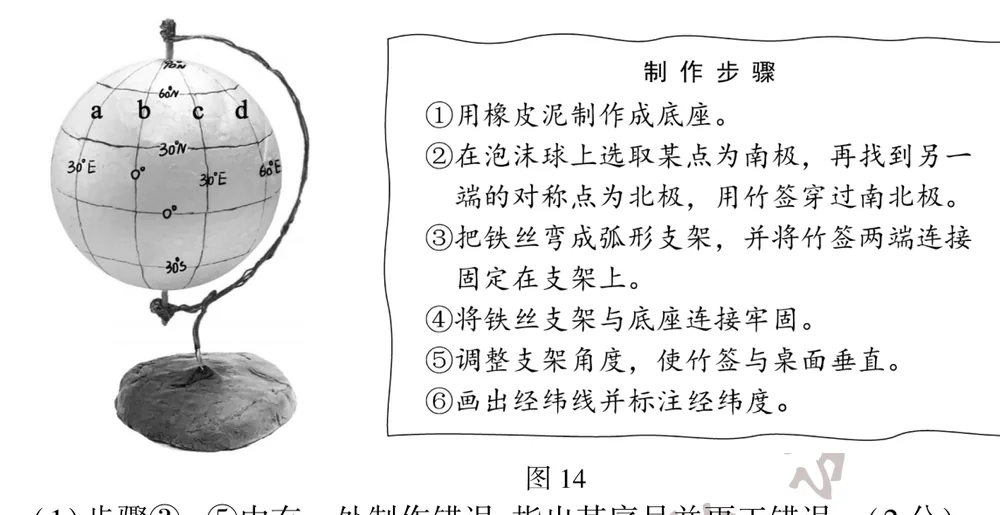 70°N
60°N
a b c d
30°N
30°E 0° 30°E 60°E
0°
30°S
制作步骤
①用橡皮泥制作成底座。
②在泡沫球上选取某点为南极，再找到另一
端的对称点为北极，用竹签穿过南北极。
③把铁丝弯成弧形支架，并将竹签两端连接
固定在支架上。
④将铁丝支架与底座连接牢固。
⑤调整支架角度，使竹签与桌面垂直。
⑥画出经纬线并标注经纬度。
图14